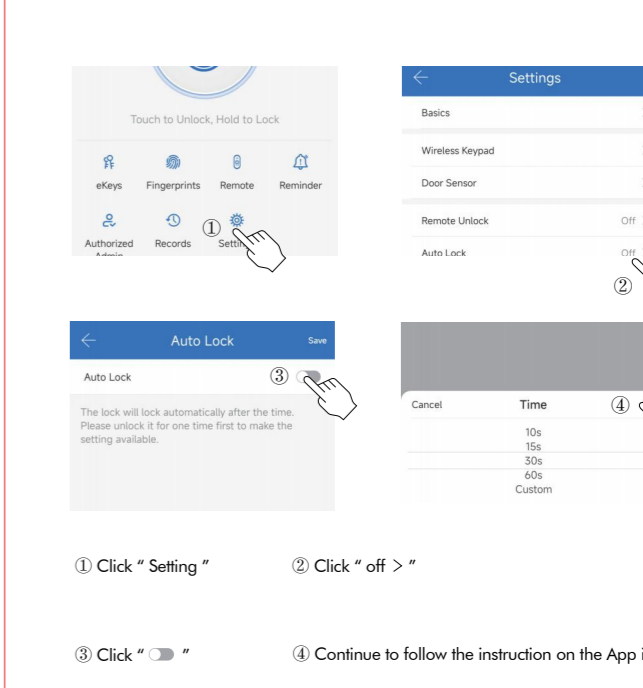 Touch to Unlock, Hold to Lock
eKeys Fingerprints Remote Reminder
①
Authorized Records
Admin
Settings
Basics
Wireless Keypad
Door Sensor
Remote Unlock Off
Auto Lock Off
②
Auto Lock Save
Auto Lock ③
The lock will lock automatically after the time.
Please unlock it for one time first to make the
setting available.
Cancel Time ④
10s
15s
30s
60s
Custom
① Click “ Setting ” ② Click “ off > ”
③ Click “ ” ④ Continue to follow the instruction on the App